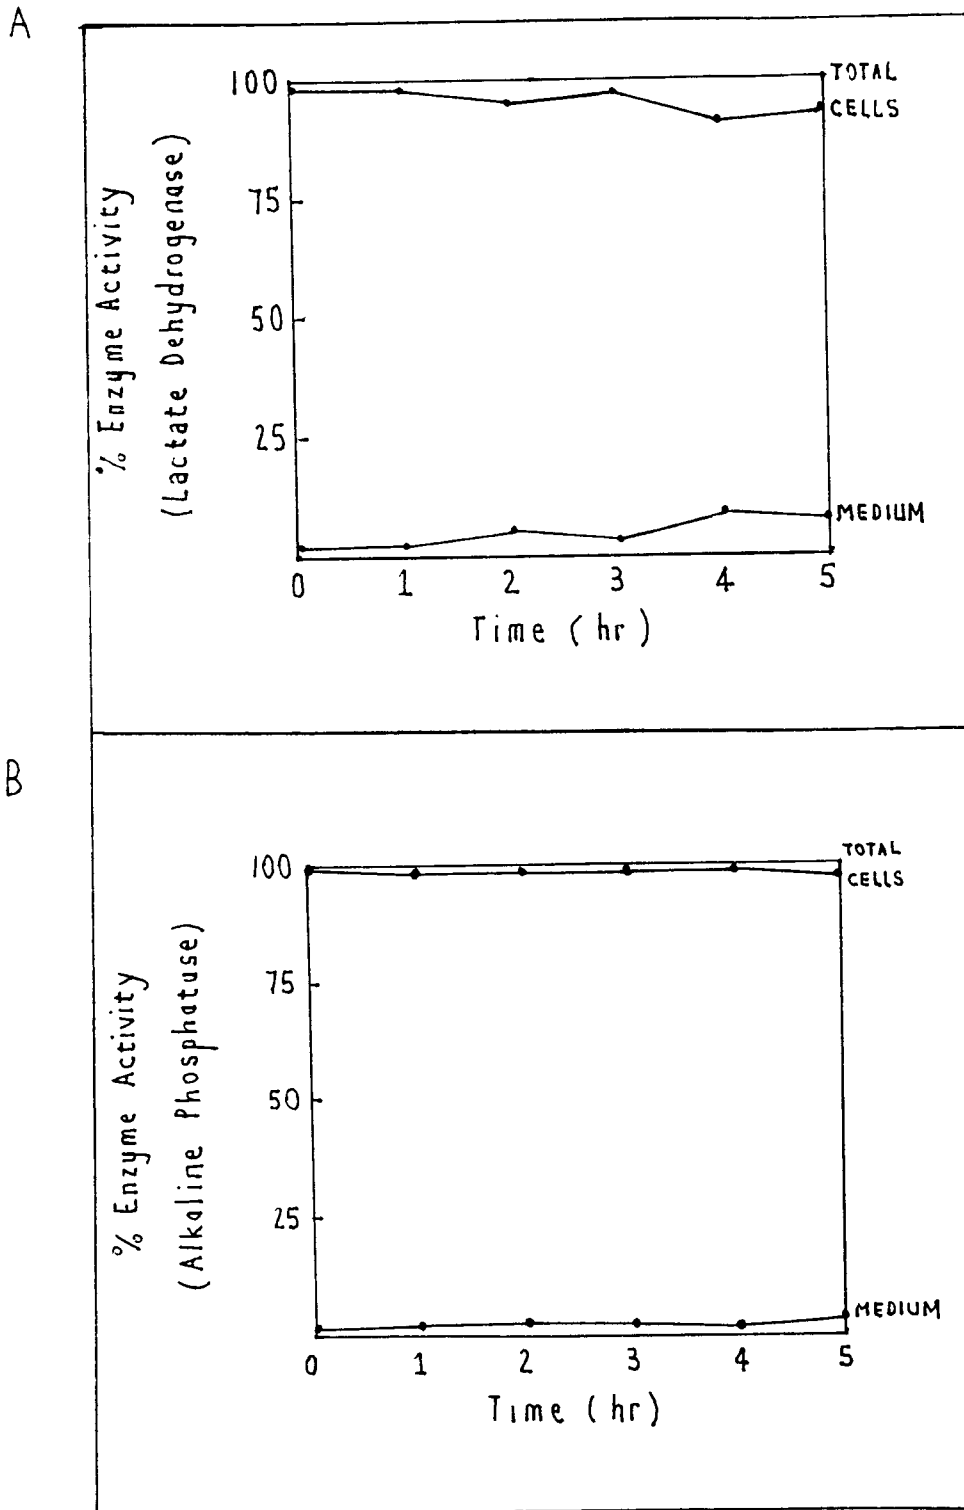 A
% Enzyme Activity
(Lactate Dehydrogenase)
100
75
50
25
TOTAL
CELLS
MEDIUM
0 1 2 3 4 5
Time (hr)
B
% Enzyme Activity
(Alkaline Phosphatuse)
100
75
50
25
TOTAL
CELLS
MEDIUM
0 1 2 3 4 5
Time (hr)